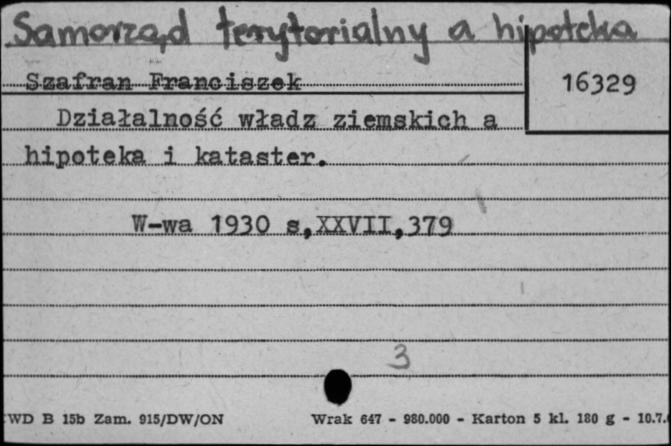 Samorząd terytorialny a hipoteka
Szafran Franciszek
16329
Działalność władz ziemskich a
hipoteka i kataster.
W-wa 1930 s,XXVII,379
3
WD B 15b Zam. 915/DW/ON Wrak 647 - 980.000 - Karton 5 kl. 180 g - 10.7.